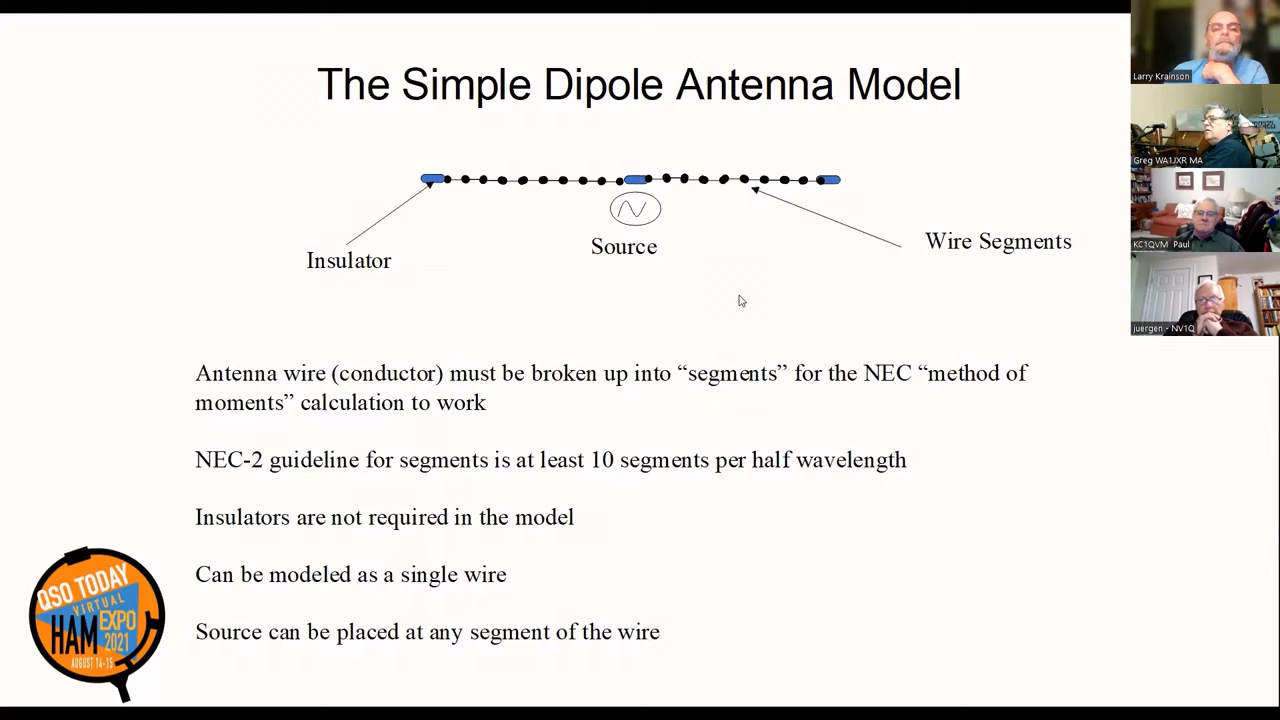 The Simple Dipole Antenna Model
Insulator
Source
Wire Segments
Antenna wire (conductor) must be broken up into “segments” for the NEC “method of
moments” calculation to work
NEC-2 guideline for segments is at least 10 segments per half wavelength
Insulators are not required in the model
Can be modeled as a single wire
Source can be placed at any segment of the wire
QSO TODAY
VIRTUAL
HAM
EXPO
2021
AUGUST 14-15
Larry Krainson
Greg WA1JXR MA
KC1QVM Paul
juergen - NV1Q